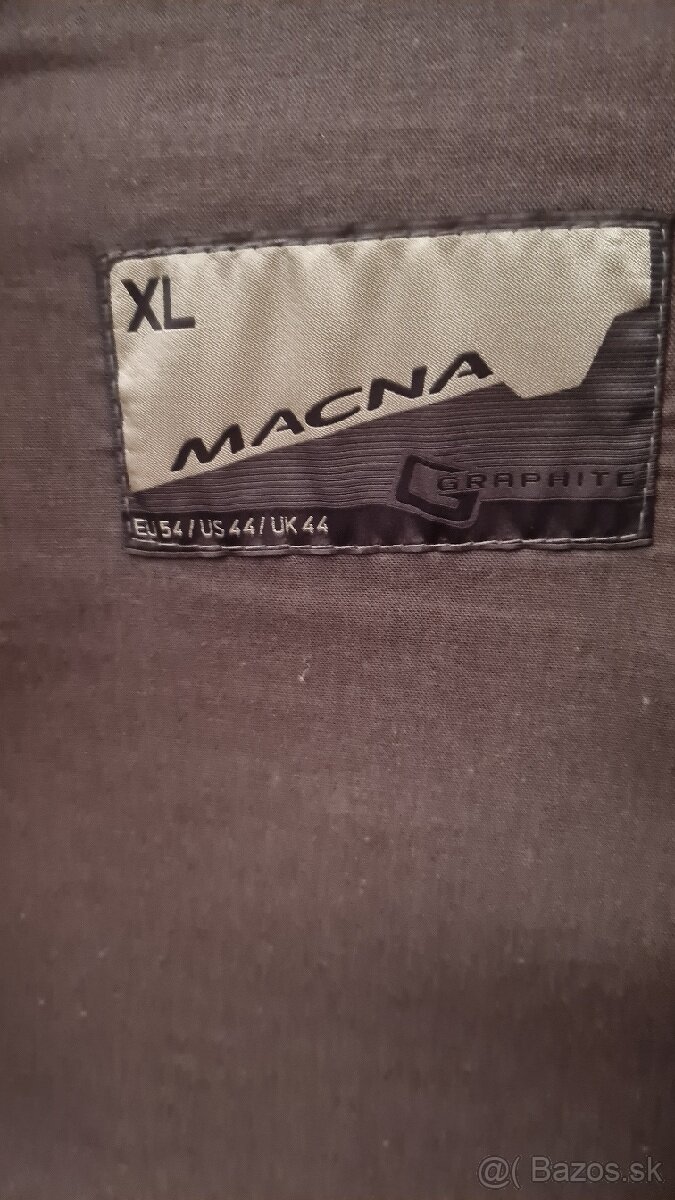 XL
MACNA
GRAPHITE
EU 54 / US 44 / UK 44
@( Bazos.sk